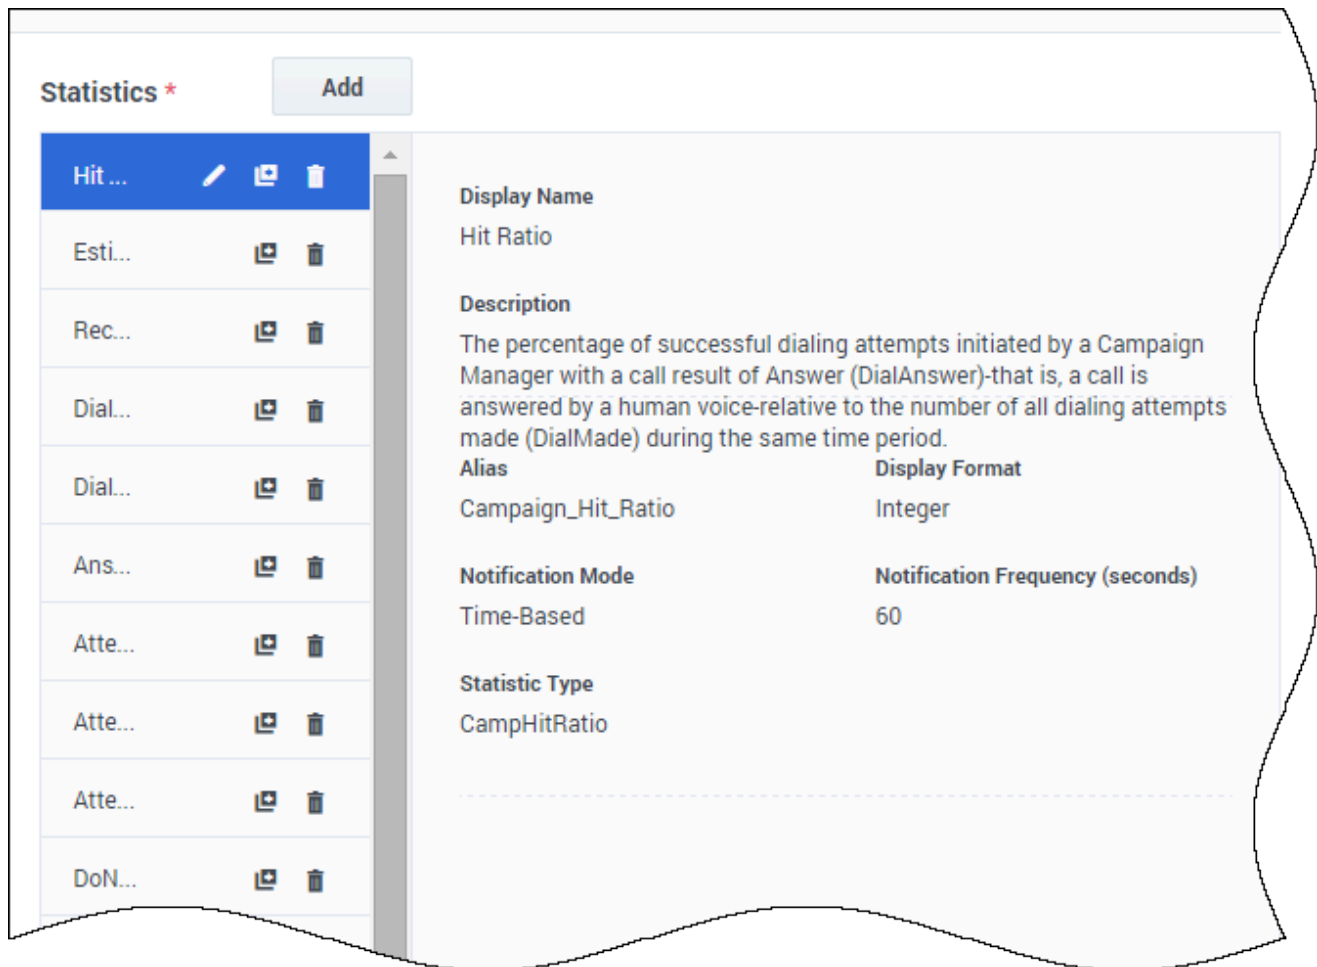 Statistics *
Add
Hit ...
Esti...
Rec...
Dial...
Dial...
Ans...
Atte...
Atte...
Atte...
DoN...
Display Name
Hit Ratio
Description
The percentage of successful dialing attempts initiated by a Campaign
Manager with a call result of Answer (DialAnswer)-that is, a call is
answered by a human voice-relative to the number of all dialing attempts
made (DialMade) during the same time period.
Alias
Campaign_Hit_Ratio
Display Format
Integer
Notification Mode
Time-Based
Notification Frequency (seconds)
60
Statistic Type
CampHitRatio